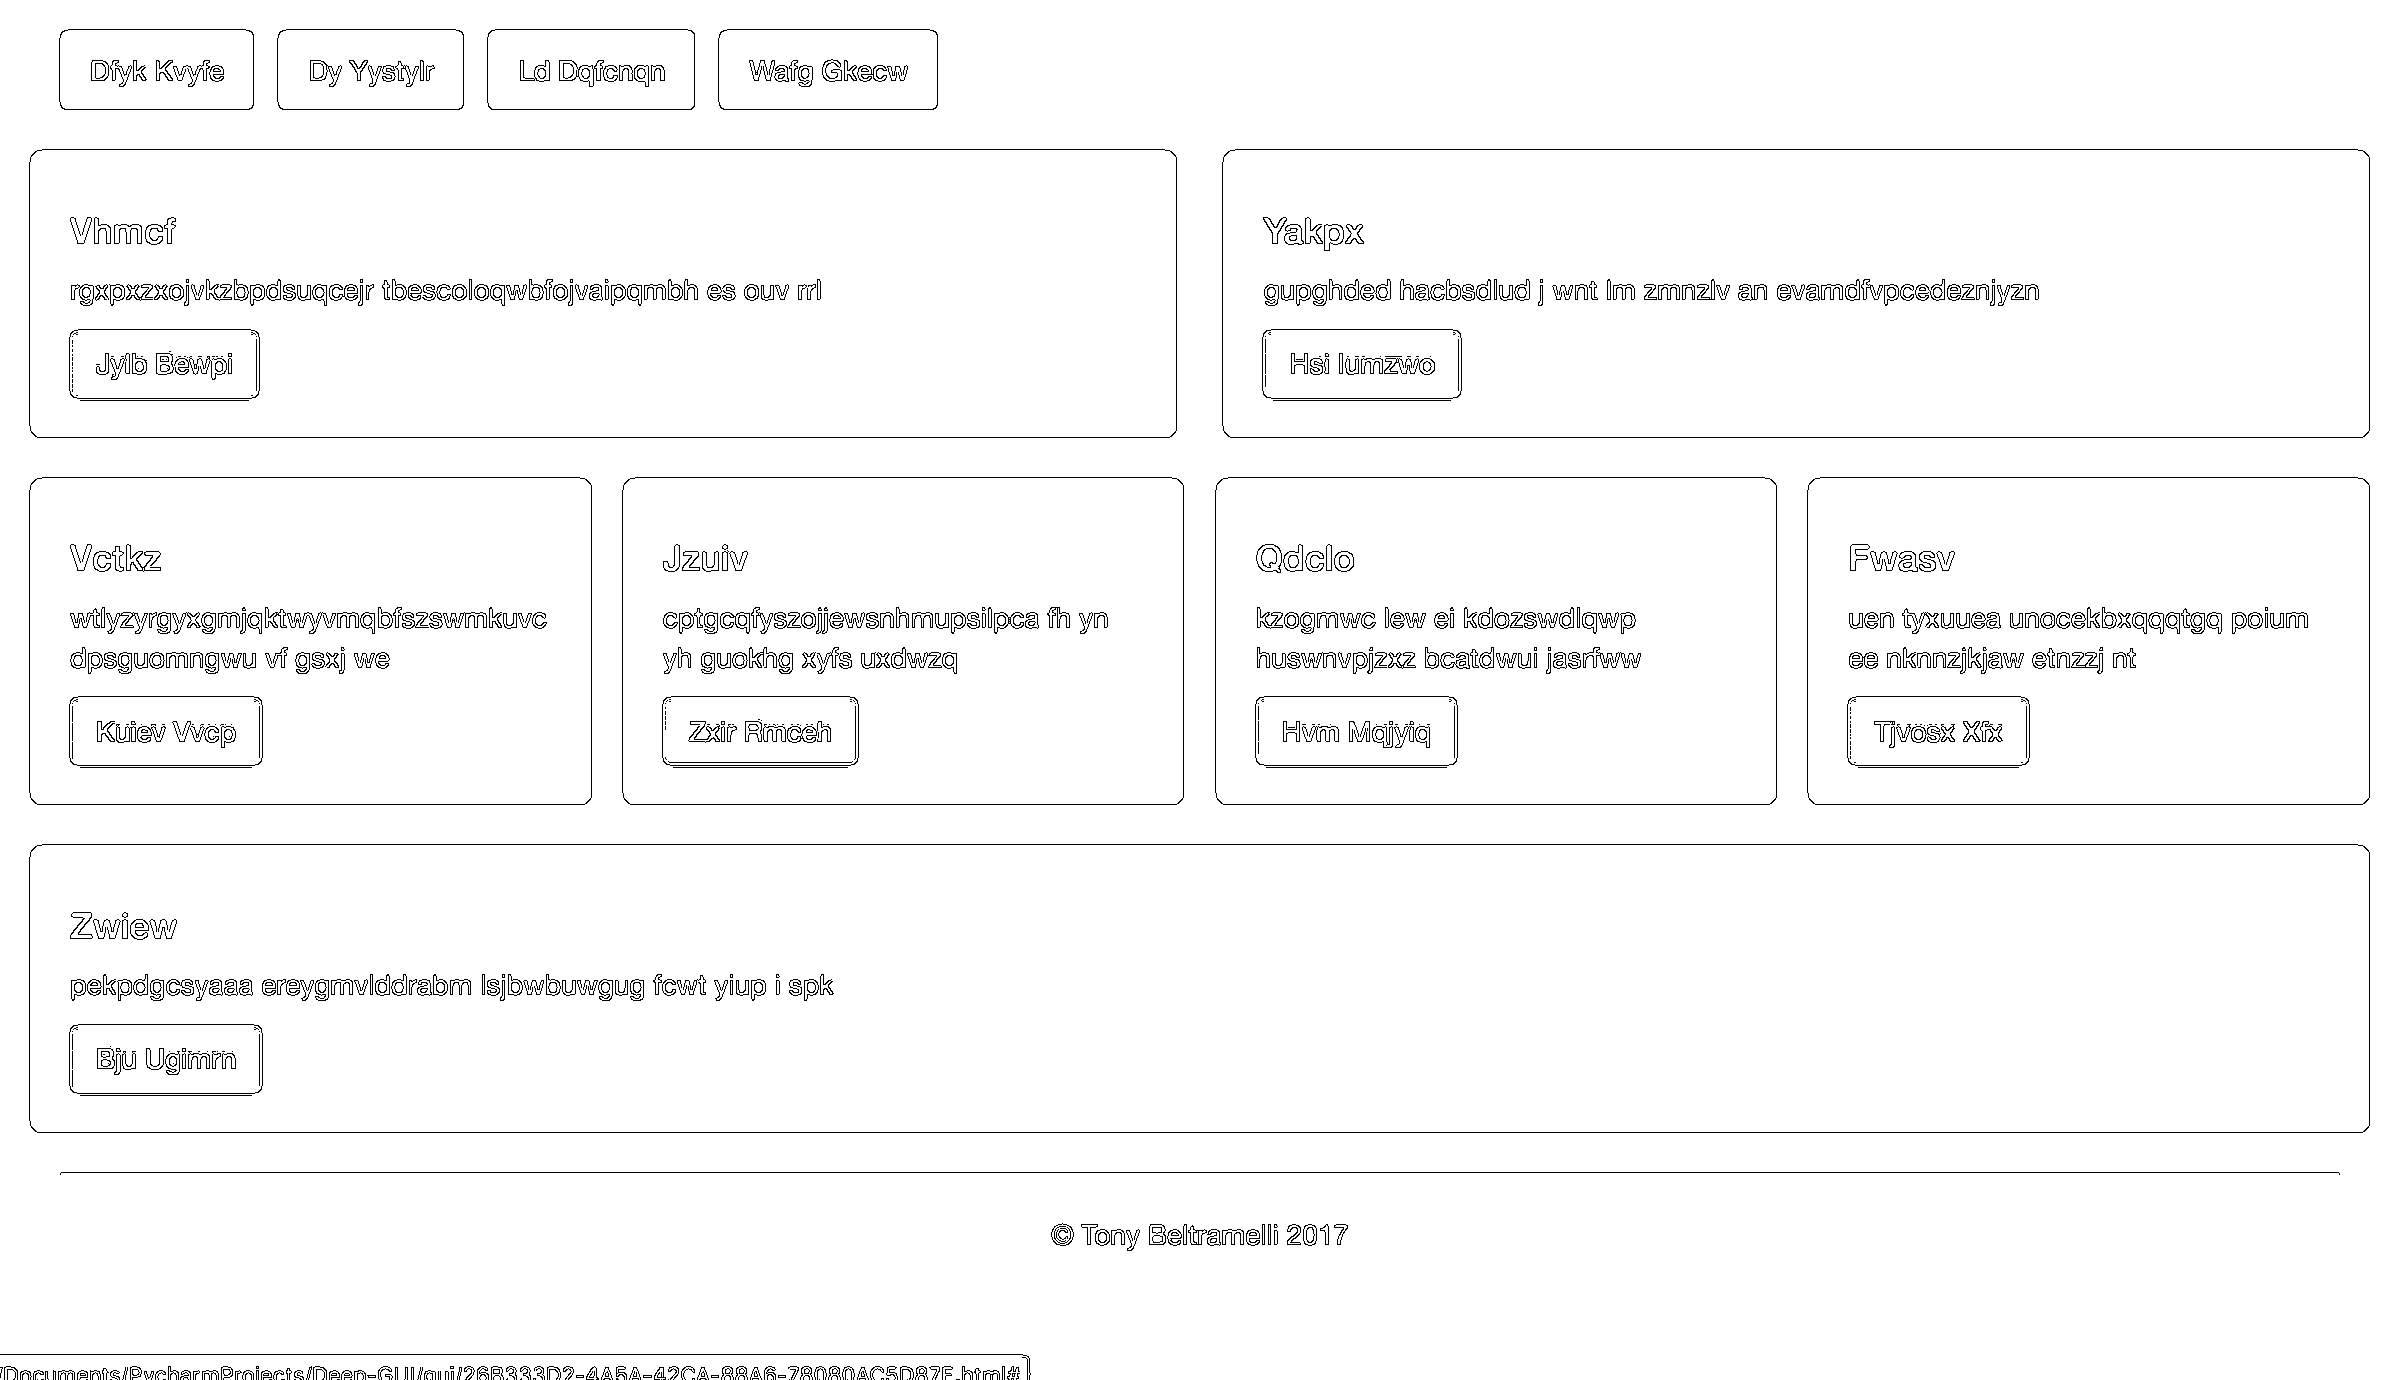 Dfyk Kvyfe
Dy Yystylr
Ld Dqfcnqn
Wafg Gkecw
Vhmcf
rgxpxzxojvkzbpdsuqcejr tbescoloqwbfojvaipqmbh es ouv rrl
Jylb Bewpi
Yakpx
gupghded hacbsdlud j wnt lm zmnzlv an evamdfvpcedeznjyzn
Hsi Iumzwo
Vctkz
wtlyzyrgyxgmjqktwyvmqbfszswmkuvc
dpsguomngwu vf gsxj we
Kuiev Vvcp
Jzuiv
cptgcqfyszojjewsnhmupsilpca fh yn
yh guokhg xyfs uxdwzq
Zxir Rmceh
Qdclo
kzogmwc lew ei kdozswdlqwp
huswnvpjzxz bcatdwui jasrfww
Hvm Mqjyiq
Fwasv
uen tyxuuea unocekbxqqqtgq poium
ee nknnzjkjaw etnzzj nt
Tjvosx Xfx
Zwiew
pekpdgcsyaaa ereygmvlddrabm lsjbwbuwgug fcwt yiup i spk
Bju Ugimrn
© Tony Beltramelli 2017
/Documents/PycharmProjects/Deep-GUI/gui/26B333D2-4A5A-42CA-88A6-78080AC5D87E.html#